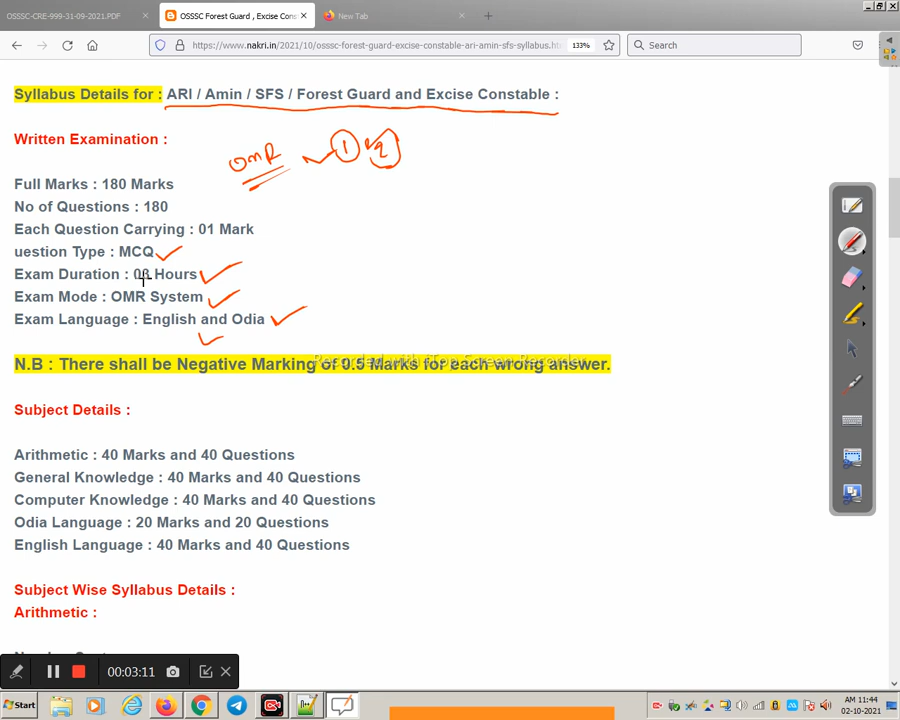 OSSSC-CRE-999-31-09-2021.PDF
OSSSC Forest Guard , Excise Const
New Tab
https://www.nakri.in/2021/10/osssc-forest-guard-excise-constable-ari-amin-sfs-syllabus.ht
133%
Search
Syllabus Details for : ARI / Amin / SFS / Forest Guard and Excise Constable :
Written Examination :
OMR 1 2
Full Marks : 180 Marks
No of Questions : 180
Each Question Carrying : 01 Mark
uestion Type : MCQ
Exam Duration : 03 Hours
Exam Mode : OMR System
Exam Language : English and Odia
N.B : There shall be Negative Marking of 0.5 Marks for each wrong answer.
Recorded with iTop Screen Recorder
Subject Details :
Arithmetic : 40 Marks and 40 Questions
General Knowledge : 40 Marks and 40 Questions
Computer Knowledge : 40 Marks and 40 Questions
Odia Language : 20 Marks and 20 Questions
English Language : 40 Marks and 40 Questions
Subject Wise Syllabus Details :
Arithmetic :
00:03:11
Start
AM 11:44
02-10-2021